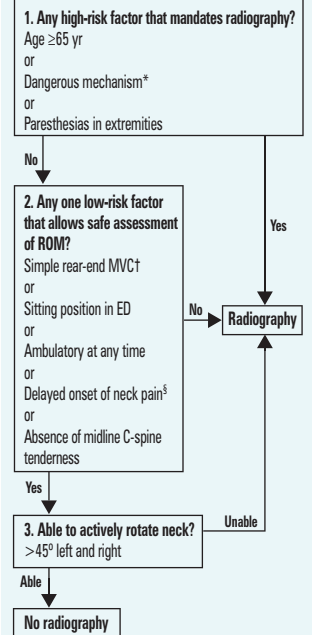 1. Any high-risk factor that mandates radiography?
Age ≥65 yr
or
Dangerous mechanism*
or
Paresthesias in extremities
No
Yes
2. Any one low-risk factor
that allows safe assessment
of ROM?
Simple rear-end MVC†
or
Sitting position in ED
or
Ambulatory at any time
or
Delayed onset of neck pain§
or
Absence of midline C-spine
tenderness
No
Radiography
Yes
3. Able to actively rotate neck?
>45º left and right
Unable
Able
No radiography